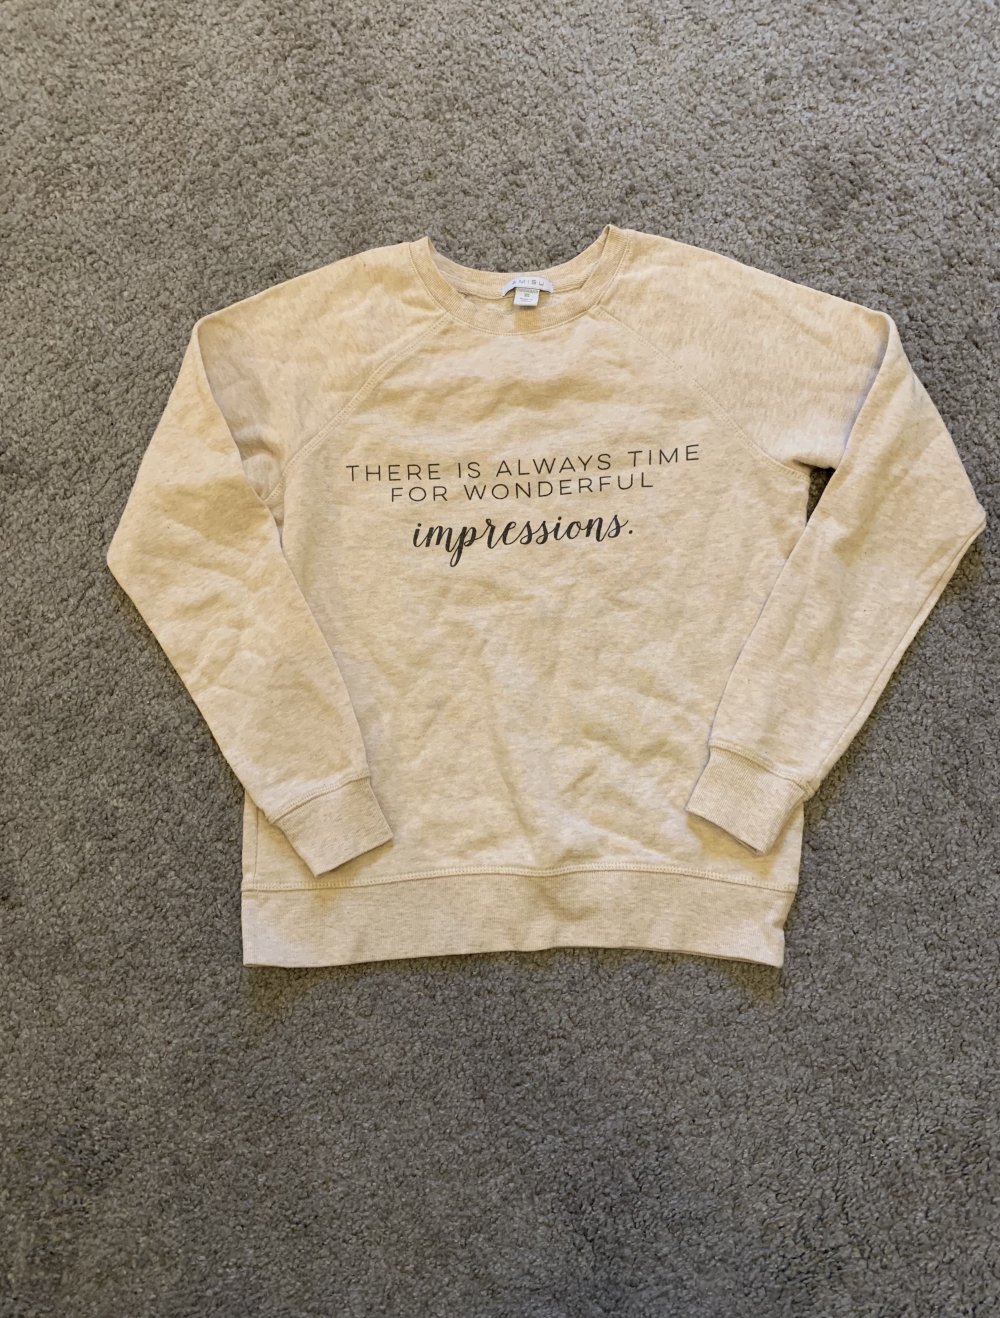 AMISU
THERE IS ALWAYS TIME
FOR WONDERFUL
impressions.